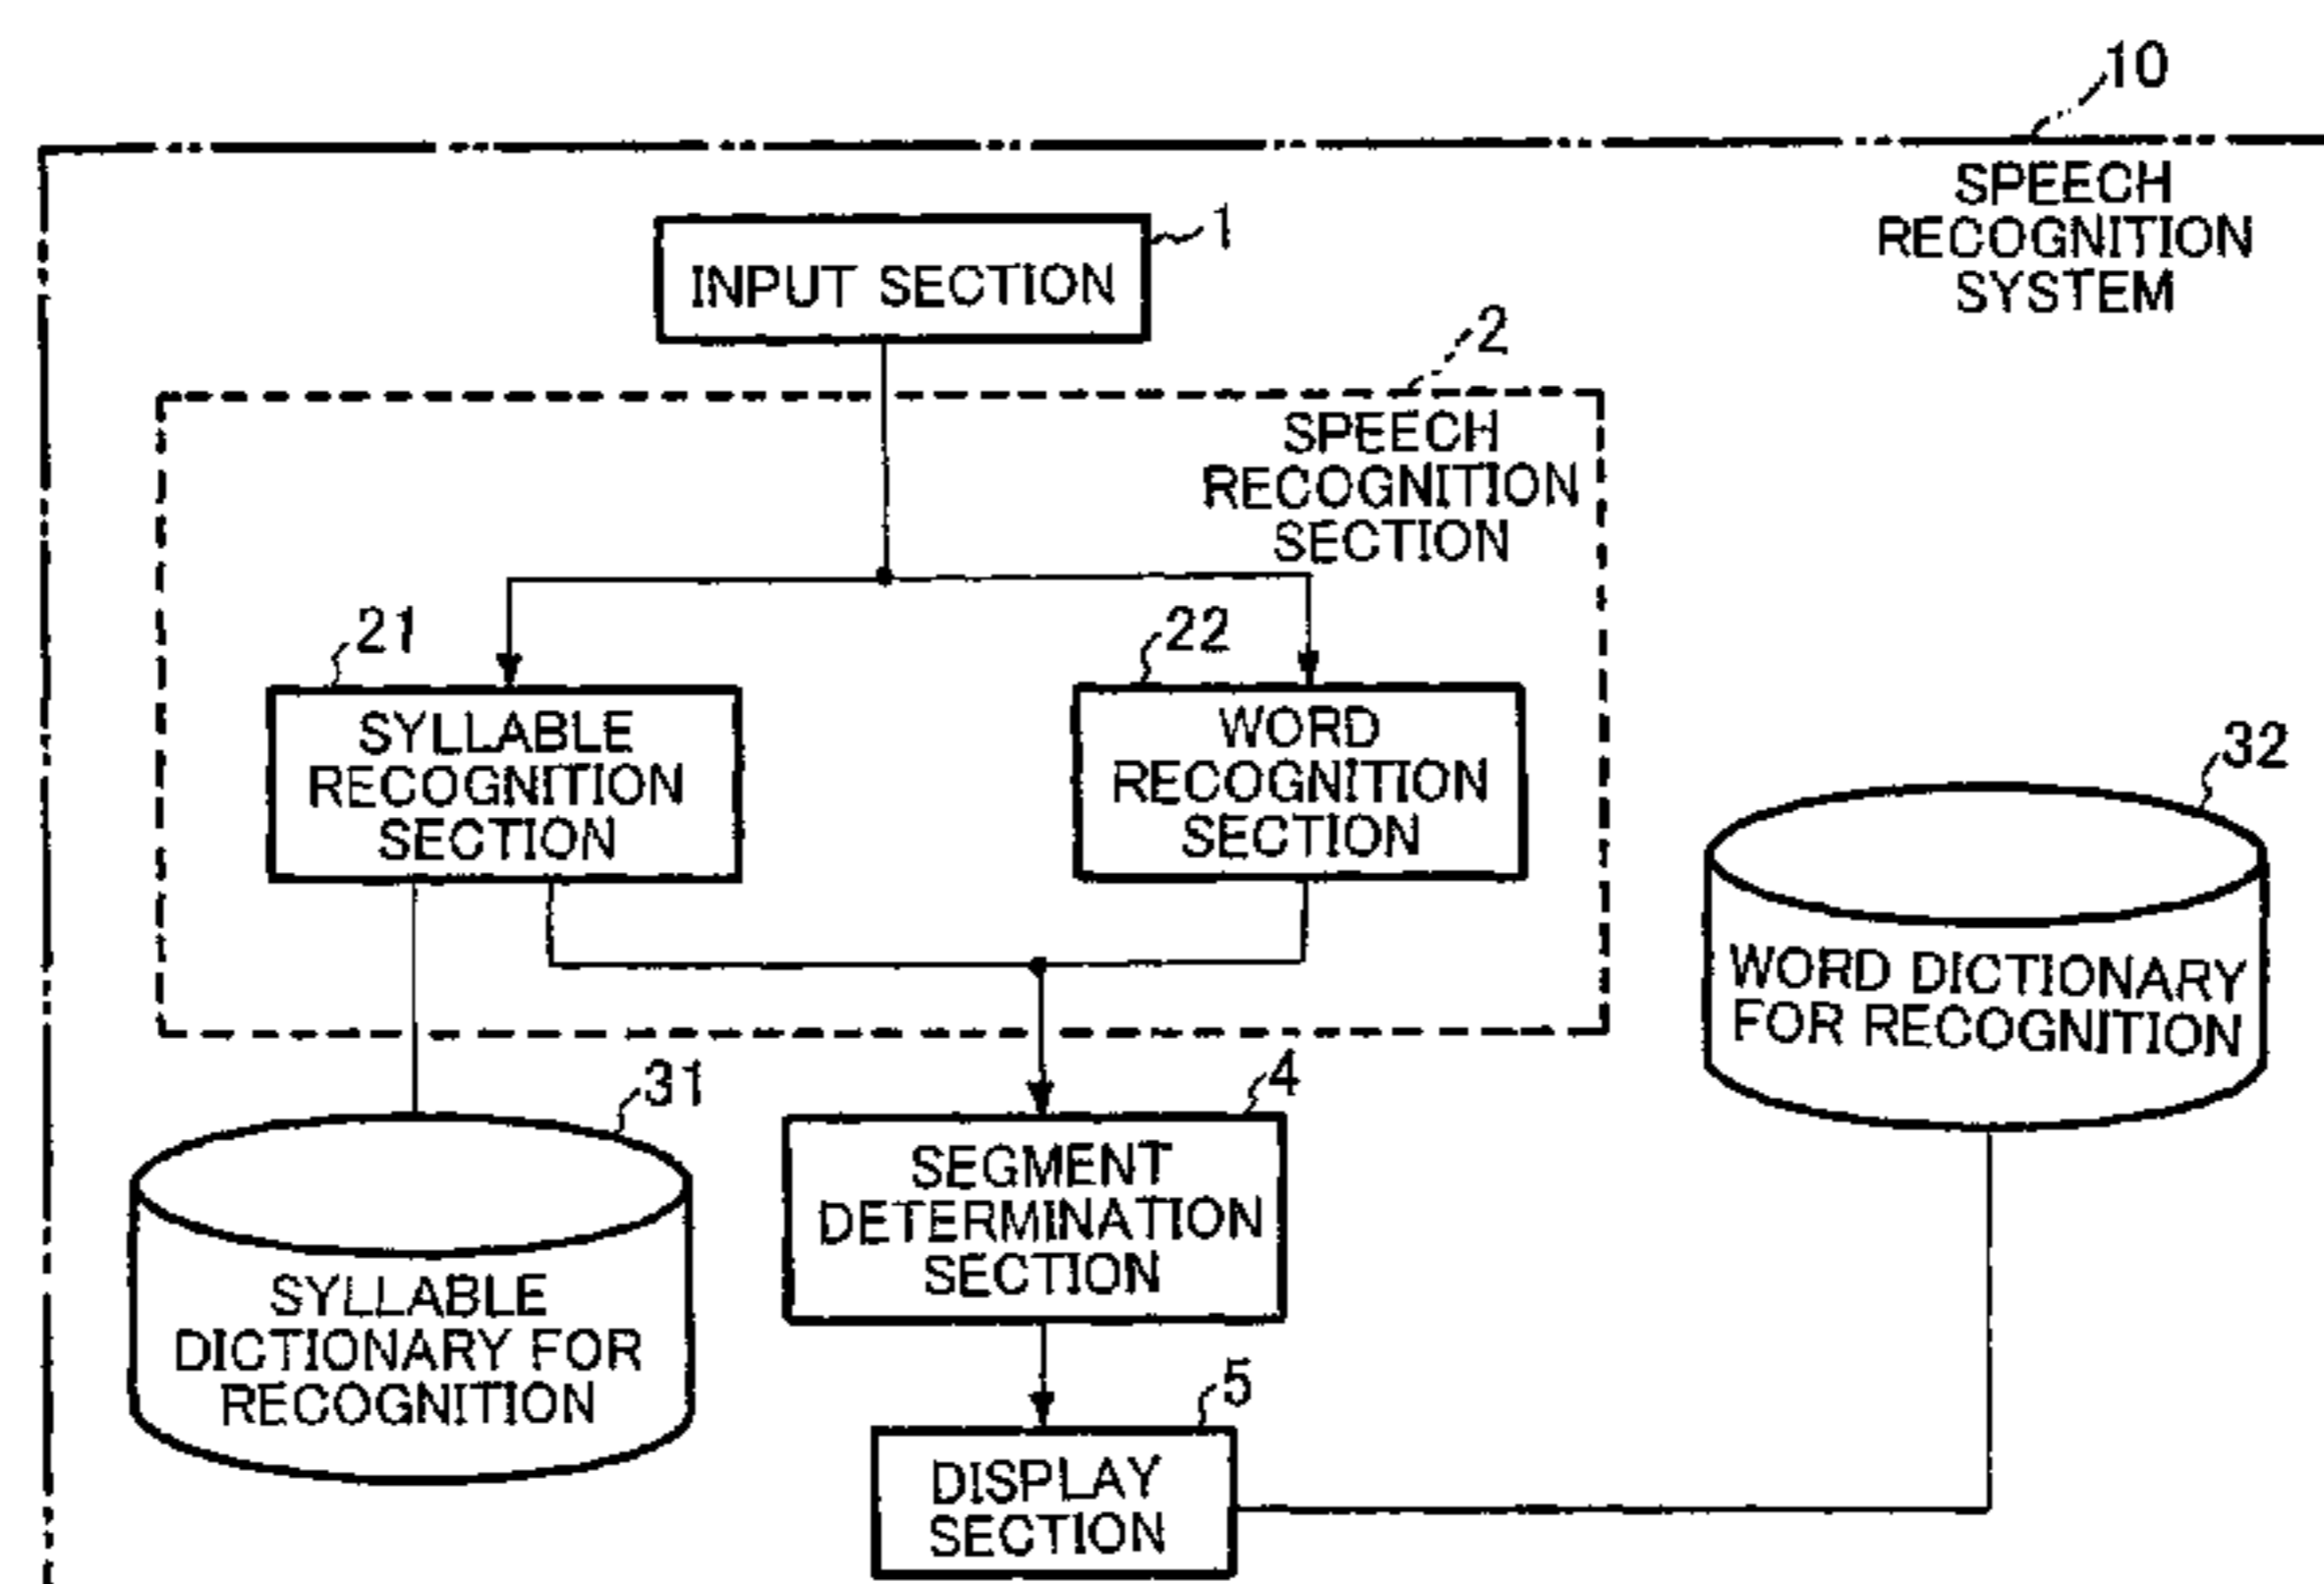 10
SPEECH
RECOGNITION
SYSTEM
1
INPUT SECTION
2
SPEECH
RECOGNITION
SECTION
21
SYLLABLE
RECOGNITION
SECTION
22
WORD
RECOGNITION
SECTION
32
WORD DICTIONARY
FOR RECOGNITION
31
SYLLABLE
DICTIONARY FOR
RECOGNITION
4
SEGMENT
DETERMINATION
SECTION
5
DISPLAY
SECTION